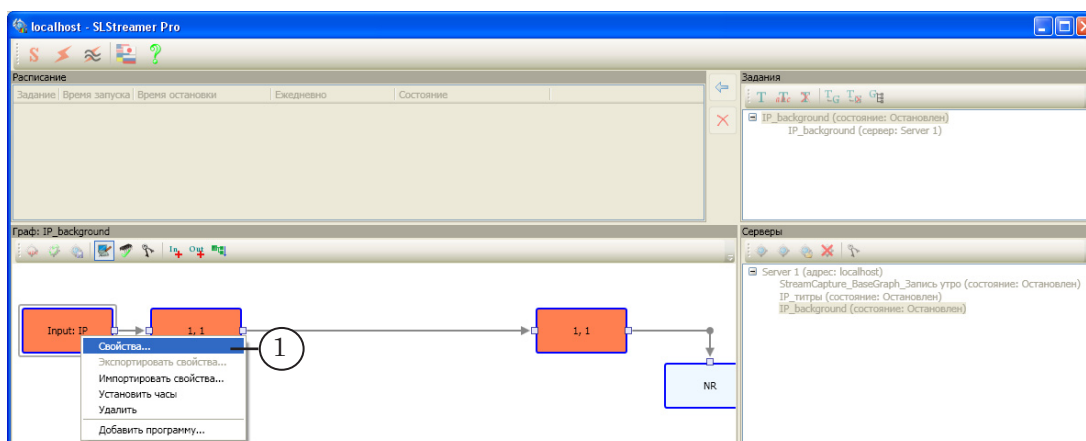 localhost - SLStreamer Pro
Расписание
Задание Время запуска Время остановки Ежедневно Состояние
Задания
IP_background (состояние: Остановлен)
IP_background (сервер: Server 1)
Граф: IP_background
In Out
Input: IP
1, 1
1, 1
NR
Свойства...
Экспортировать свойства...
Импортировать свойства...
Установить часы
Удалить
Добавить программу...
1
Серверы
Server 1 (адрес: localhost)
StreamCapture_BaseGraph_Запись утро (состояние: Остановлен)
IP_титры (состояние: Остановлен)
IP_background (состояние: Остановлен)